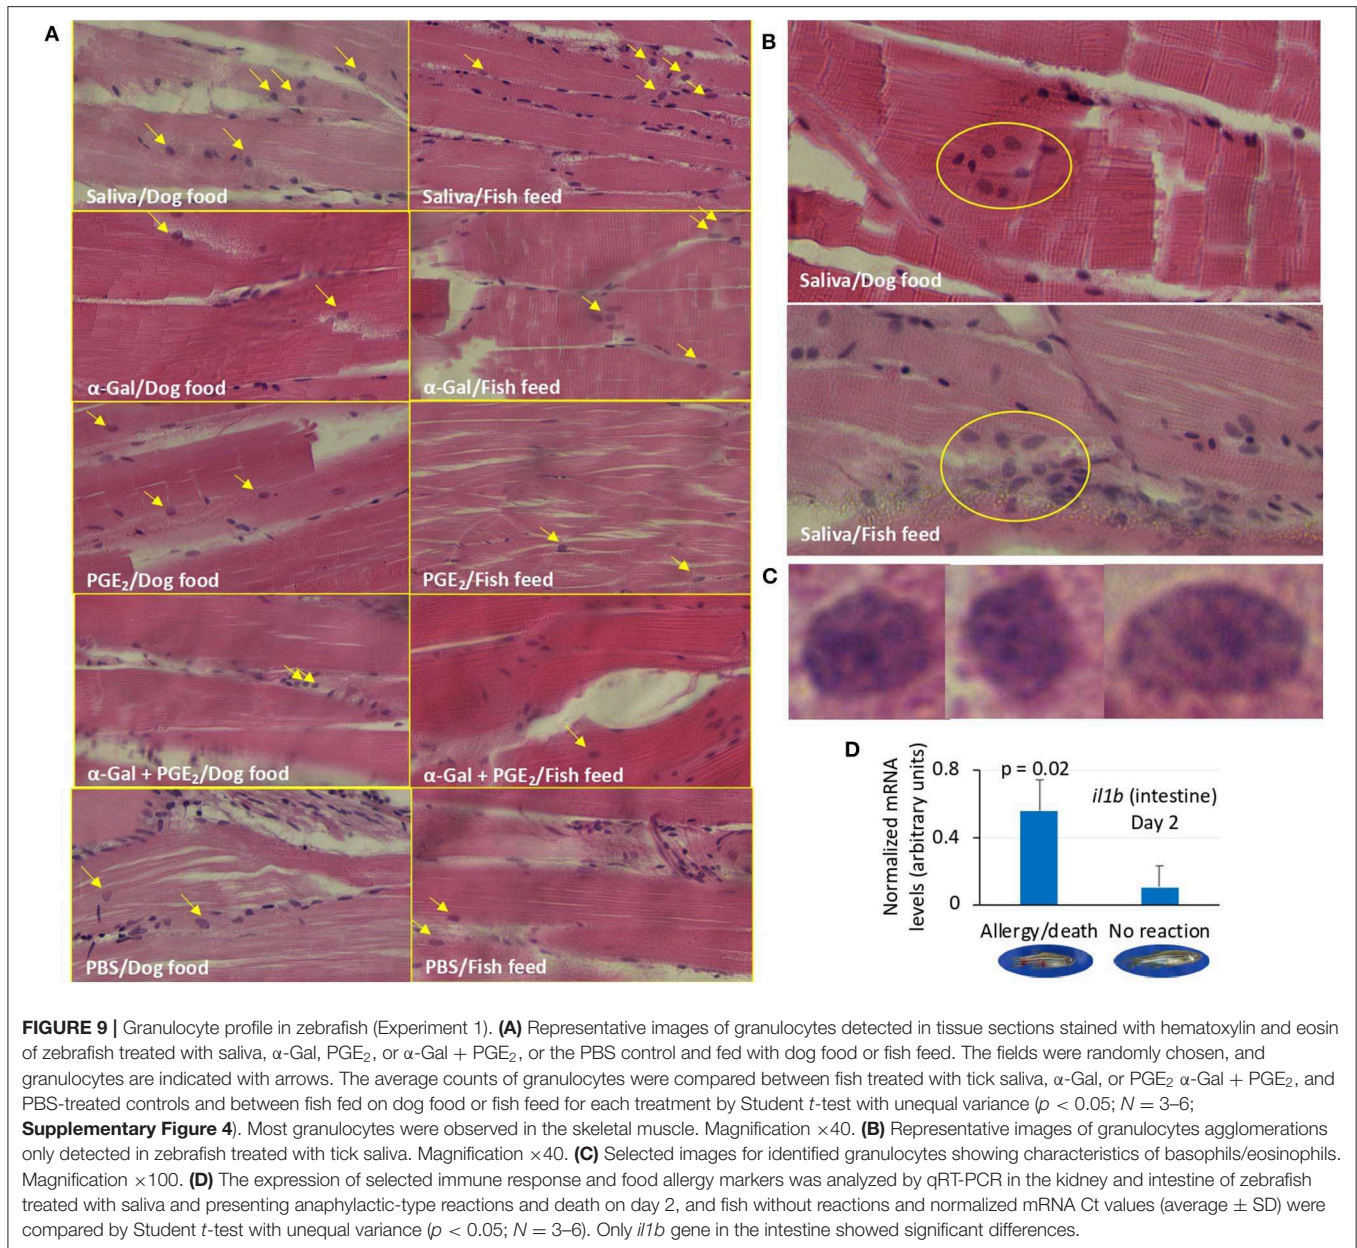 A
Saliva/Dog food
Saliva/Fish feed
α-Gal/Dog food
α-Gal/Fish feed
PGE₂/Dog food
PGE₂/Fish feed
α-Gal + PGE₂/Dog food
α-Gal + PGE₂/Fish feed
PBS/Dog food
PBS/Fish feed
B
Saliva/Dog food
Saliva/Fish feed
C
D
Normalized mRNA
levels (arbitrary units)
0.8
0.4
0
p = 0.02
il1b (intestine)
Day 2
Allergy/death
No reaction
FIGURE 9 | Granulocyte profile in zebrafish (Experiment 1). (A) Representative images of granulocytes detected in tissue sections stained with hematoxylin and eosin
of zebrafish treated with saliva, α-Gal, PGE₂, or α-Gal + PGE₂, or the PBS control and fed with dog food or fish feed. The fields were randomly chosen, and
granulocytes are indicated with arrows. The average counts of granulocytes were compared between fish treated with tick saliva, α-Gal, or PGE₂ α-Gal + PGE₂, and
PBS-treated controls and between fish fed on dog food or fish feed for each treatment by Student t-test with unequal variance (p < 0.05; N = 3–6;
Supplementary Figure 4). Most granulocytes were observed in the skeletal muscle. Magnification ×40. (B) Representative images of granulocytes agglomerations
only detected in zebrafish treated with tick saliva. Magnification ×40. (C) Selected images for identified granulocytes showing characteristics of basophils/eosinophils.
Magnification ×100. (D) The expression of selected immune response and food allergy markers was analyzed by qRT-PCR in the kidney and intestine of zebrafish
treated with saliva and presenting anaphylactic-type reactions and death on day 2, and fish without reactions and normalized mRNA Ct values (average ± SD) were
compared by Student t-test with unequal variance (p < 0.05; N = 3–6). Only il1b gene in the intestine showed significant differences.